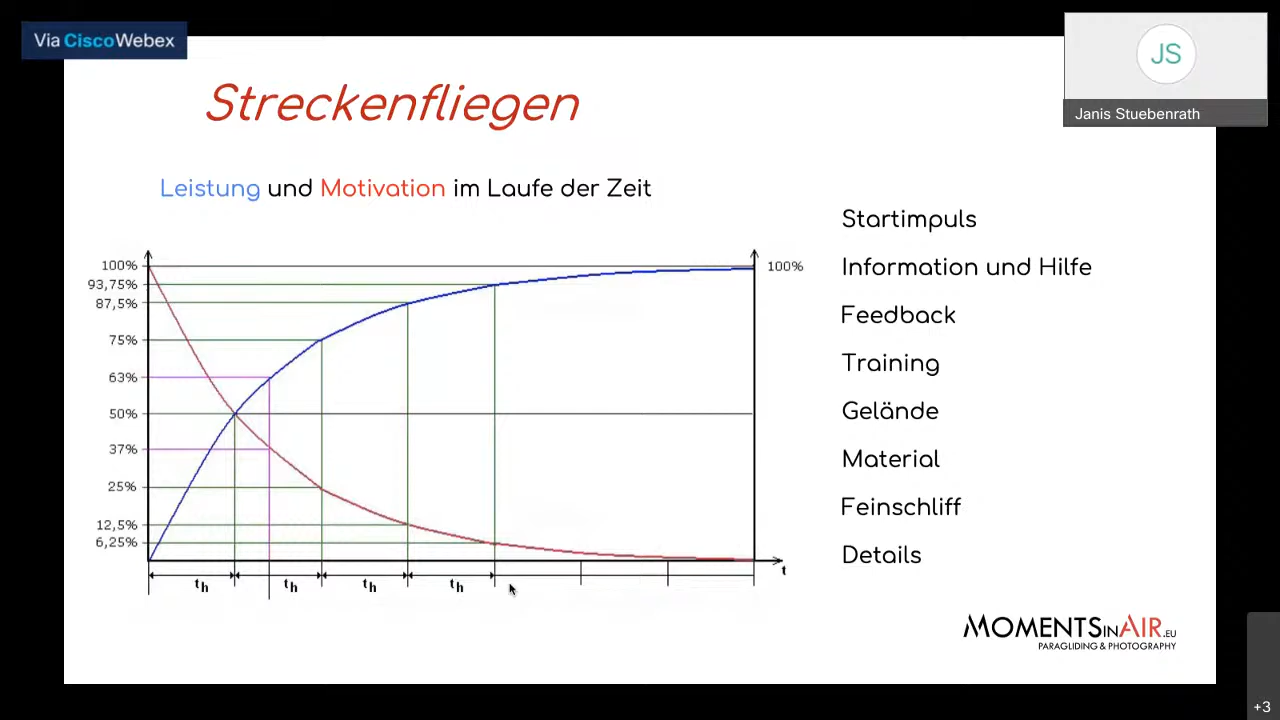 Via CiscoWebex
JS
Janis Stuebenrath
Streckenfliegen
Leistung und Motivation im Laufe der Zeit
100%
93,75%
87,5%
75%
63%
50%
37%
25%
12,5%
6,25%
100%
t
th th th th
Startimpuls
Information und Hilfe
Feedback
Training
Gelände
Material
Feinschliff
Details
MOMENTSINAIR.EU
PARAGLIDING & PHOTOGRAPHY
+3